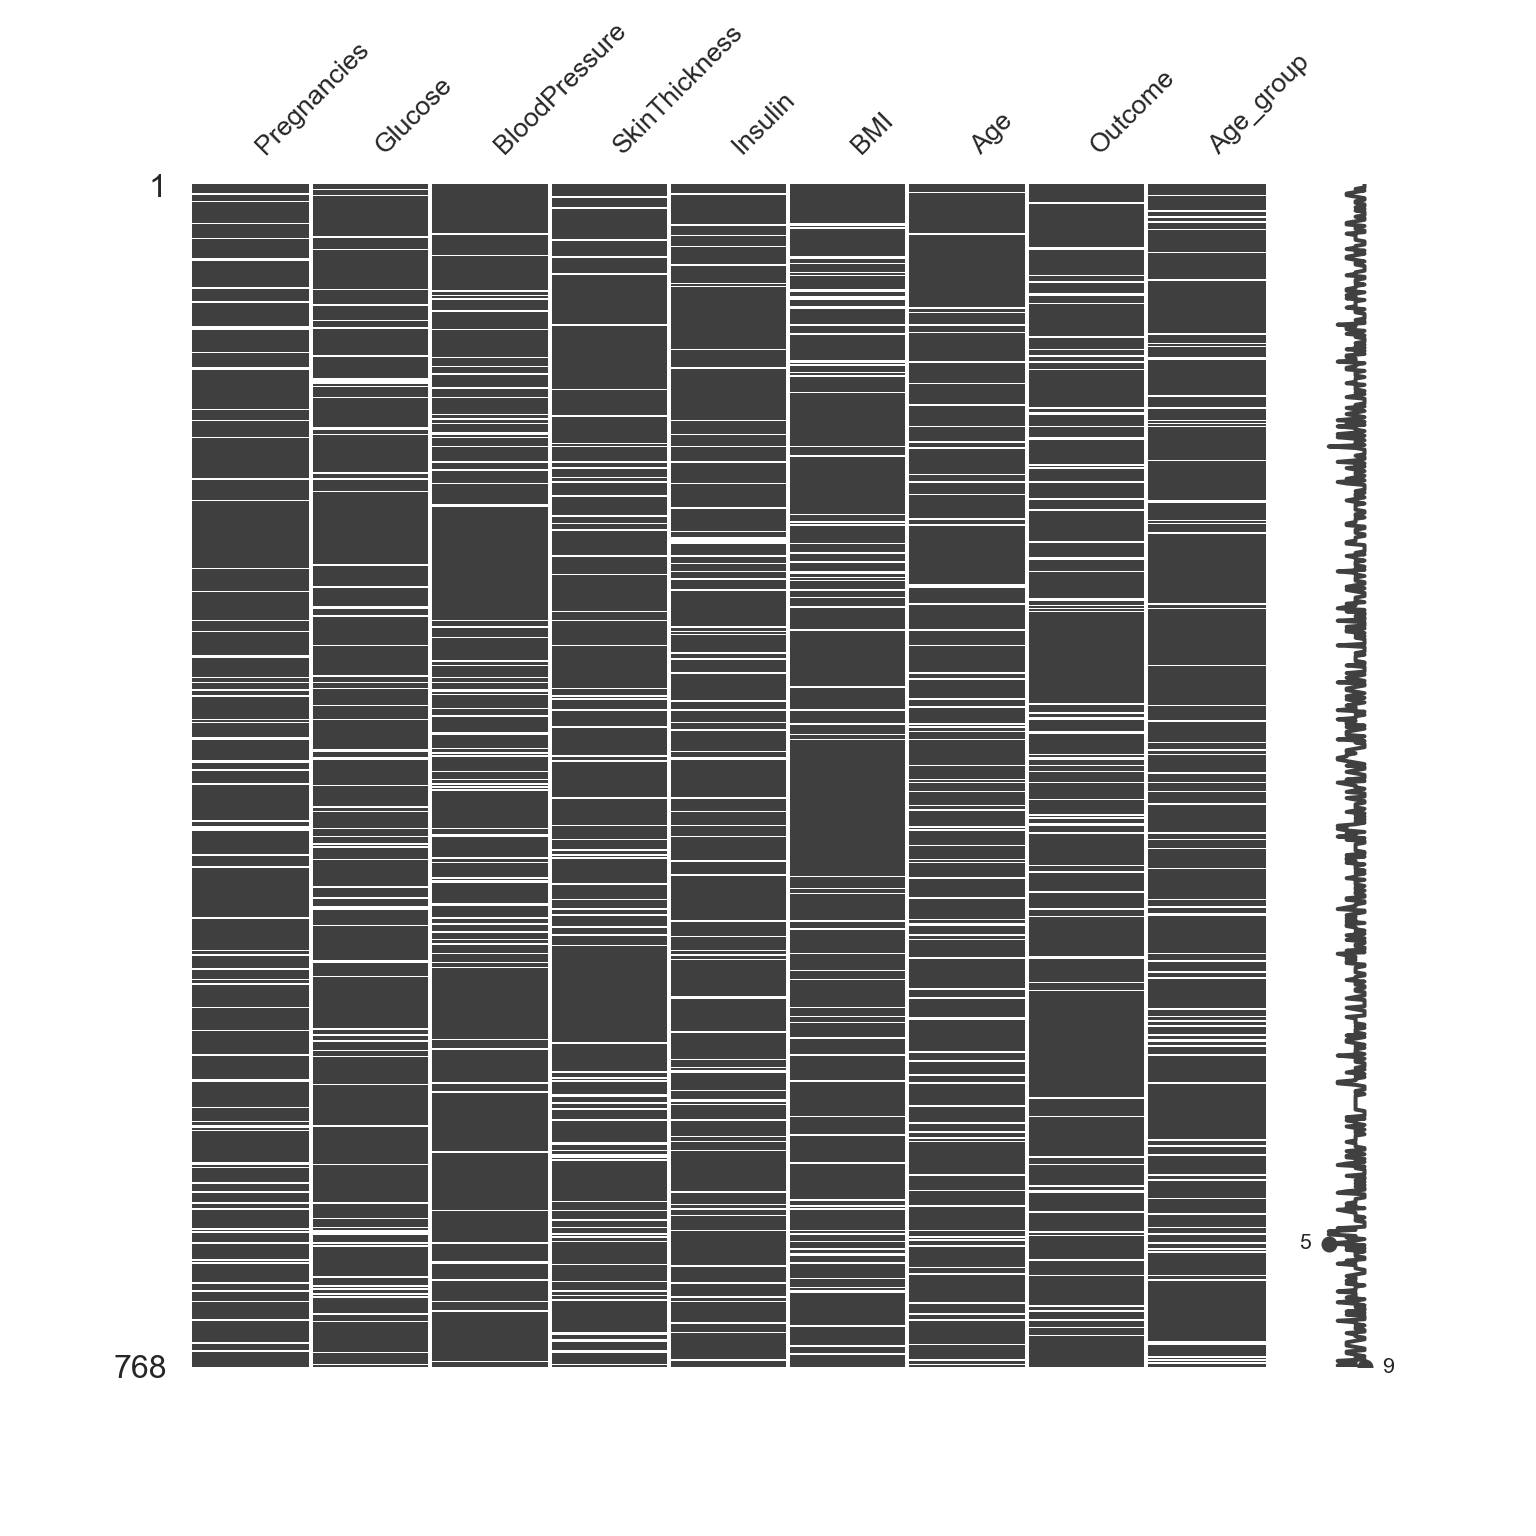 Pregnancies
Glucose
BloodPressure
SkinThickness
Insulin
BMI
Age
Outcome
Age_group
1
768
5
9